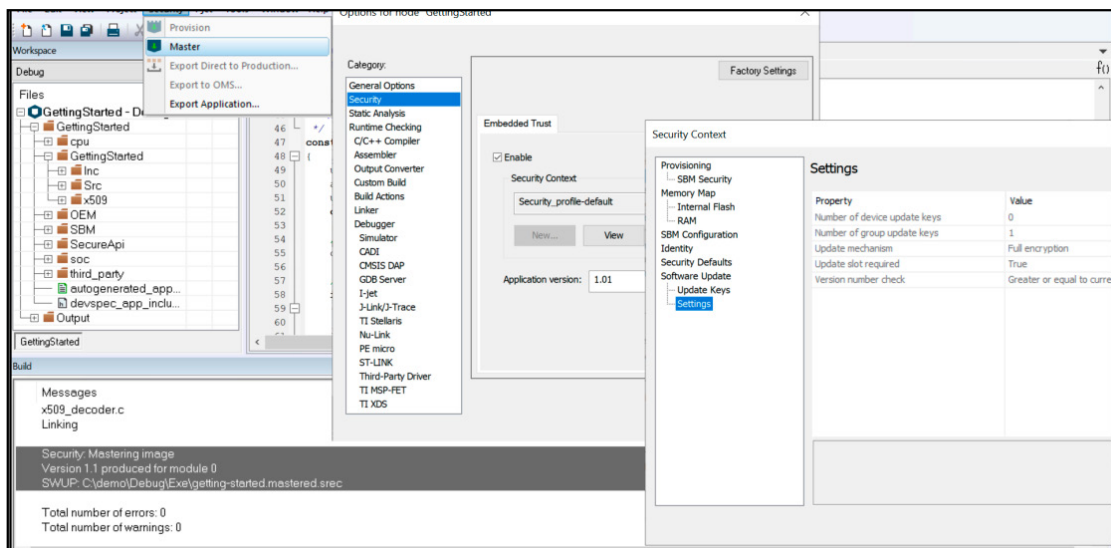 Options for node "GettingStarted"
Provision
Master
Export Direct to Production...
Export to OMS...
Export Application...
Workspace
Debug
Files
GettingStarted - De
GettingStarted
cpu
GettingStarted
Inc
Src
x509
OEM
SBM
SecureApi
soc
third_party
autogenerated_app...
devspec_app_inclu...
Output
GettingStarted
46 */
47 const
48 {
49
50
51
52
53
54
55
56
57
58
59
60
Category:
General Options
Security
Static Analysis
Runtime Checking
C/C++ Compiler
Assembler
Output Converter
Custom Build
Build Actions
Linker
Debugger
Simulator
CADI
CMSIS DAP
GDB Server
I-jet
J-Link/J-Trace
TI Stellaris
Nu-Link
PE micro
ST-LINK
Third-Party Driver
TI MSP-FET
TI XDS
Factory Settings
Embedded Trust
Enable
Security Context
Security_profile-default
New...
View
Application version: 1.01
f()
Security Context
Provisioning
SBM Security
Memory Map
Internal Flash
RAM
SBM Configuration
Identity
Security Defaults
Software Update
Update Keys
Settings
Settings
Property Value
Number of device update keys 0
Number of group update keys 1
Update mechanism Full encryption
Update slot required True
Version number check Greater or equal to curre
Build
Messages
x509_decoder.c
Linking
Security: Mastering image
Version 1.1 produced for module 0
SWUP: C:\demo\Debug\Exe\getting-started.mastered.srec
Total number of errors: 0
Total number of warnings: 0